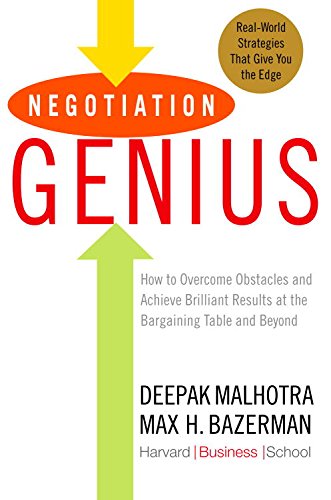 Real-World
Strategies
That Give You
the Edge
NEGOTIATION
GENIUS
How to Overcome Obstacles and
Achieve Brilliant Results at the
Bargaining Table and Beyond
DEEPAK MALHOTRA
MAX H. BAZERMAN
Harvard | Business | School